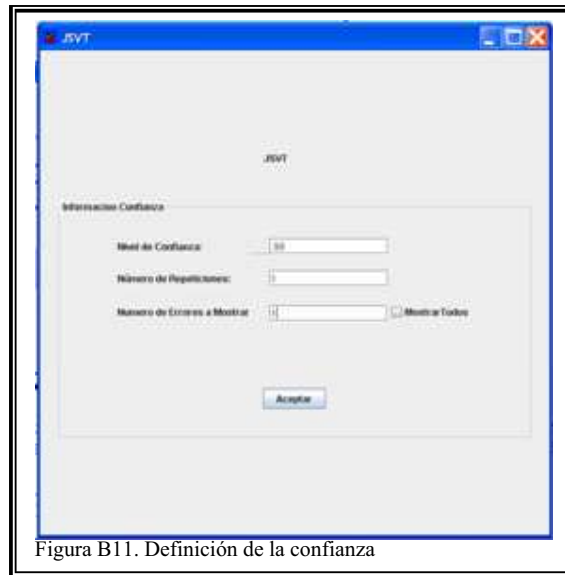 JSVT
JSVT
Informacion Confianza
Nivel de Confianza:
Número de Repeticiones:
Numero de Errores a Mostrar
Mostrar Todos
Aceptar
Figura B11. Definición de la confianza